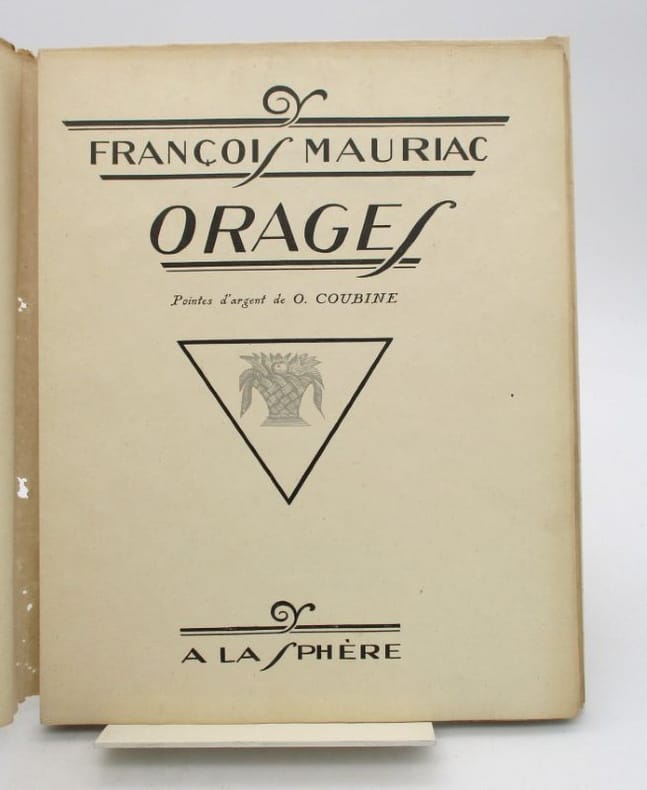 FRANÇOIS MAURIAC
ORAGES
Pointes d'argent de O. COUBINE
A LA SPHÈRE